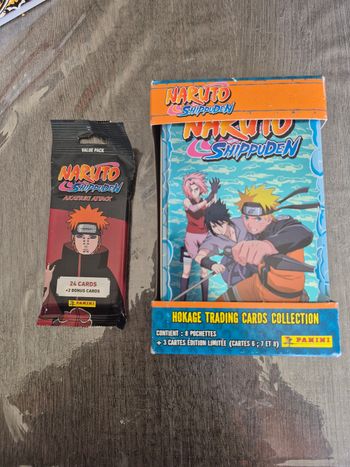 VALUE PACK
NARUTO
SHIPPUDEN
AKATSUKI ATTACK
24 CARDS
+2 BONUS CARDS
PANINI
NARUTO
SHIPPUDEN
NARUTO
SHIPPUDEN
HOKAGE TRADING CARDS COLLECTION
CONTIENT : 8 POCHETTES
+ 3 CARTES ÉDITION LIMITÉE (CARTES 6 ; 7 ET 8)
PANINI